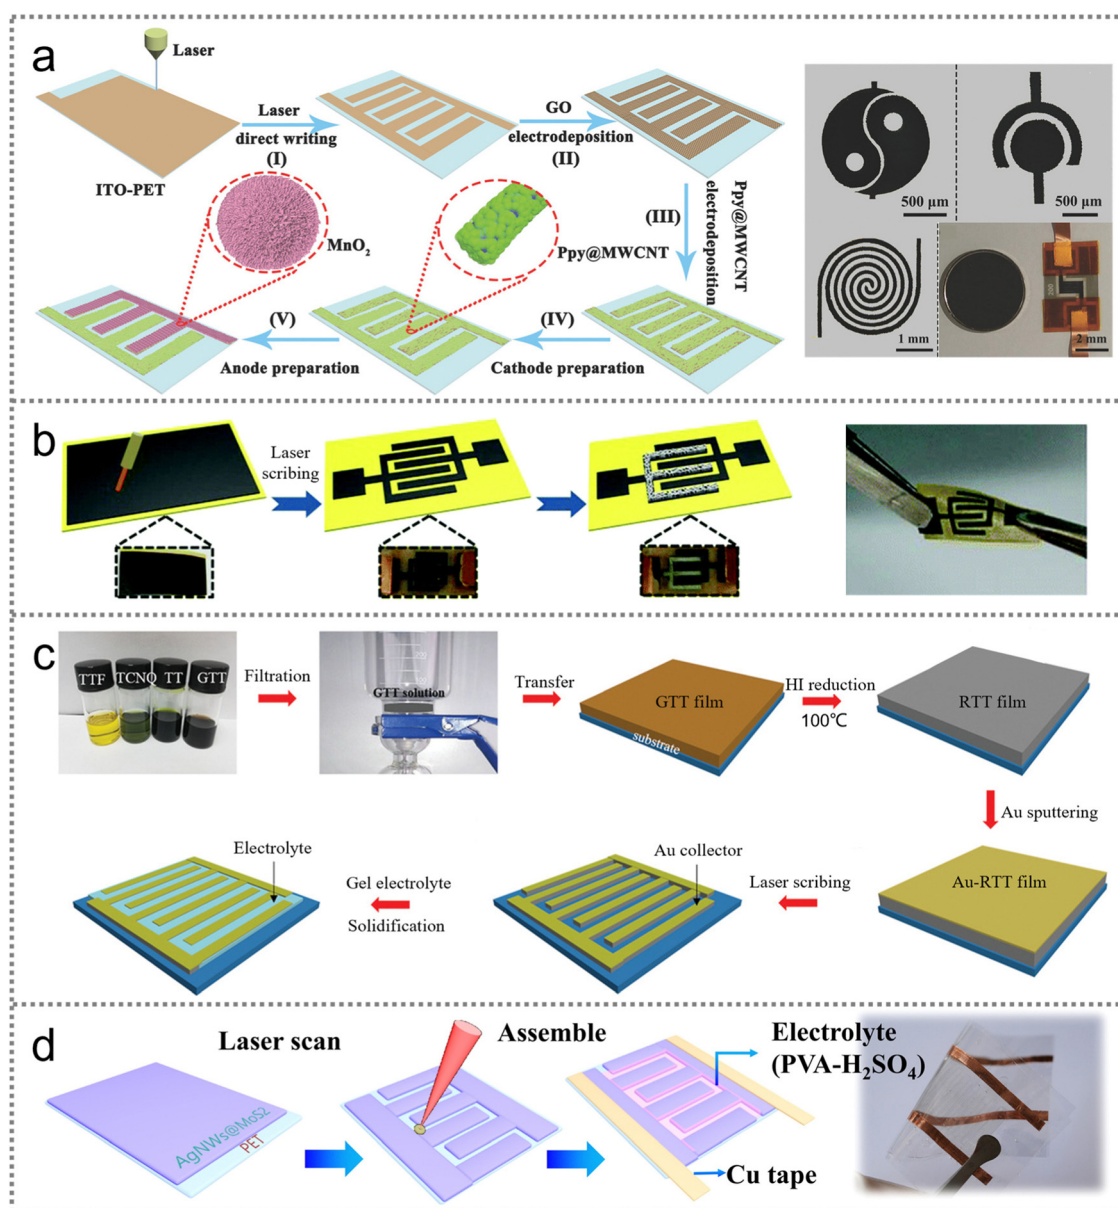 a
Laser
Laser
direct writing
(I)
GO
electrodeposition
(II)
ITO-PET
MnO2
Ppy@MWCNT
(III)
Ppy@MWCNT
electrodeposition
(V)
Anode preparation
(IV)
Cathode preparation
500 μm
500 μm
1 mm
2 mm
b
Laser
scribing
c
TTF
TCNQ
TT
GTT
Filtration
GTT solution
Transfer
GTT film
substrate
HI reduction
100℃
RTT film
Au sputtering
Au-RTT film
Laser scribing
Au collector
Gel electrolyte
Solidification
Electrolyte
d
Laser scan
Assemble
Electrolyte
(PVA-H2SO4)
AgNWs@MoS2
PET
Cu tape